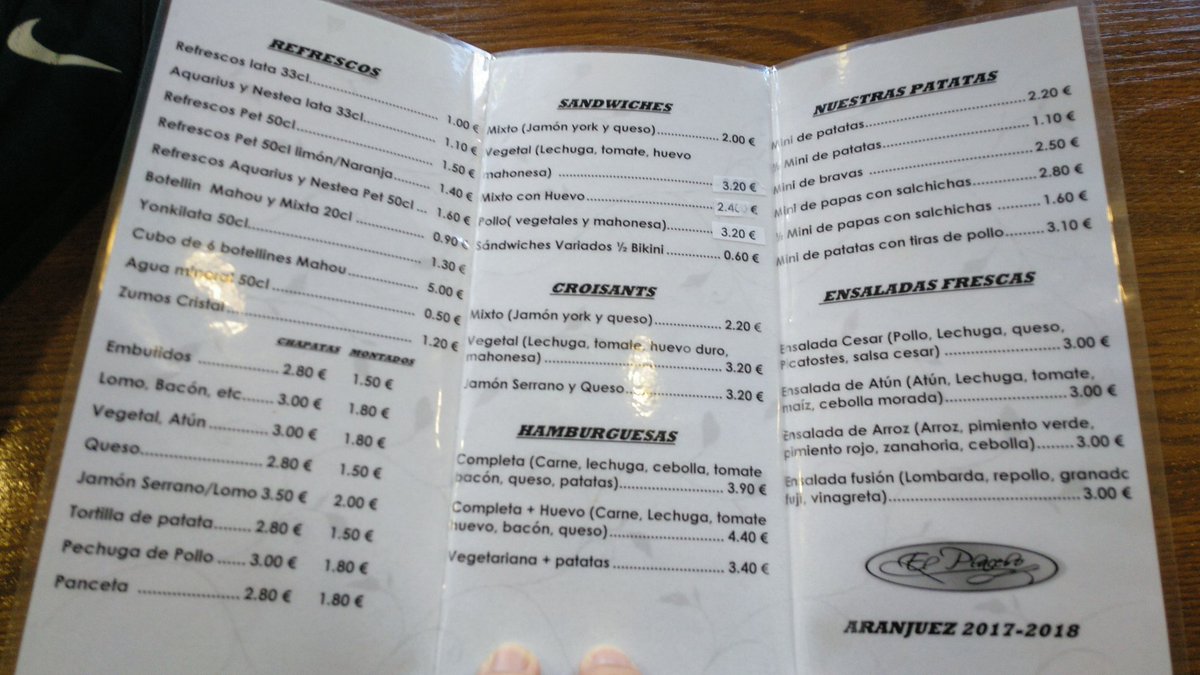 REFRESCOS
Refrescos lata 33cl.......... 1.00 €
Aquarius y Nestea lata 33cl.......... 1.10 €
Refrescos Pet 50cl.......... 1.50 €
Refrescos Pet 50cl limón/Naranja.......... 1.40 €
Refrescos Aquarius y Nestea Pet 50cl ... 1.60 €
Botellin Mahou y Mixta 20cl .......... 0.90 €
Yonkilata 50cl.......... 1.30 €
Cubo de 6 botellines Mahou.......... 5.00 €
Agua mineral 50cl .......... 0.50 €
Zumos Cristal.......... 1.20 €
CHAPATAS MONTADOS
Embutidos .......... 2.80 € 1.50 €
Lomo, Bacón, etc....... 3.00 € 1.80 €
Vegetal, Atún .......... 3.00 € 1.80 €
Queso.......... 2.80 € 1.50 €
Jamón Serrano/Lomo 3.50 € 2.00 €
Tortilla de patata....... 2.80 € 1.50 €
Pechuga de Pollo ....... 3.00 € 1.80 €
Panceta .......... 2.80 € 1.80 €
SANDWICHES
Mixto (Jamón york y queso).......... 2.00 €
Vegetal (Lechuga, tomate, huevo
mahonesa) .......... 3.20 €
Mixto con Huevo.......... 2.40 €
Pollo( vegetales y mahonesa).......... 3.20 €
Sándwiches Variados ½ Bikini .......... 0.60 €
CROISANTS
Mixto (Jamón york y queso) .......... 2.20 €
Vegetal (Lechuga, tomate, huevo duro,
mahonesa) .......... 3.20 €
Jamón Serrano y Queso.......... 3.20 €
HAMBURGUESAS
Completa (Carne, lechuga, cebolla, tomate
bacón, queso, patatas).......... 3.90 €
Completa + Huevo (Carne, Lechuga, tomate
huevo, bacón, queso).......... 4.40 €
Vegetariana + patatas .......... 3.40 €
NUESTRAS PATATAS
Mini de patatas.......... 2.20 €
½ Mini de patatas.......... 1.10 €
Mini de bravas .......... 2.50 €
Mini de papas con salchichas .......... 2.80 €
½ Mini de papas con salchichas .......... 1.60 €
Mini de patatas con tiras de pollo.......... 3.10 €
ENSALADAS FRESCAS
Ensalada Cesar (Pollo, Lechuga, queso,
Picatostes, salsa cesar) .......... 3.00 €
Ensalada de Atún (Atún, Lechuga, tomate,
maíz, cebolla morada).......... 3.00 €
Ensalada de Arroz (Arroz, pimiento verde,
pimiento rojo, zanahoria, cebolla)....... 3.00 €
Ensalada fusión (Lombarda, repollo, granada
fuji, vinagreta).......... 3.00 €
El
ARANJUEZ 2017-2018